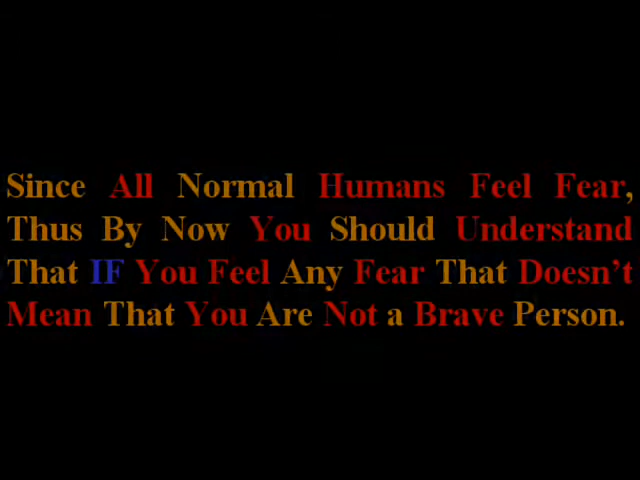 Since All Normal Humans Feel Fear,
Thus By Now You Should Understand
That IF You Feel Any Fear That Doesn't
Mean That You Are Not a Brave Person.